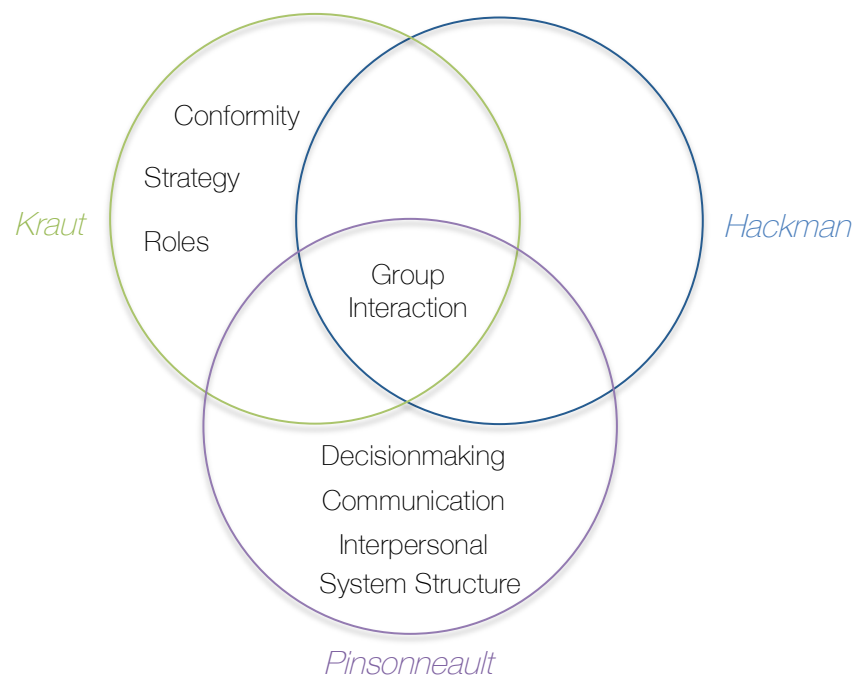 Conformity
Strategy
Kraut
Roles
Hackman
Group
Interaction
Decisionmaking
Communication
Interpersonal
System Structure
Pinsonneault